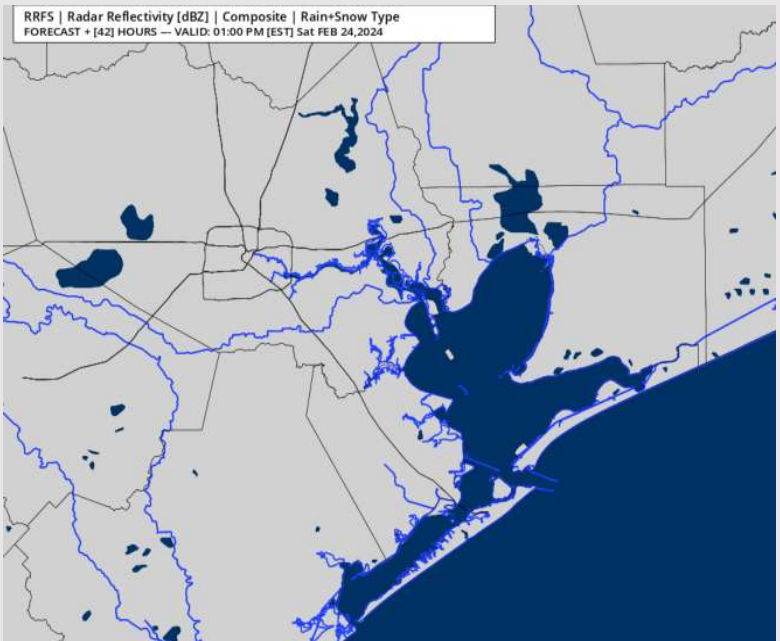 RRFS | Radar Reflectivity [dBZ] | Composite | Rain+Snow Type
FORECAST + [42] HOURS — VALID: 01:00 PM [EST] Sat FEB 24,2024